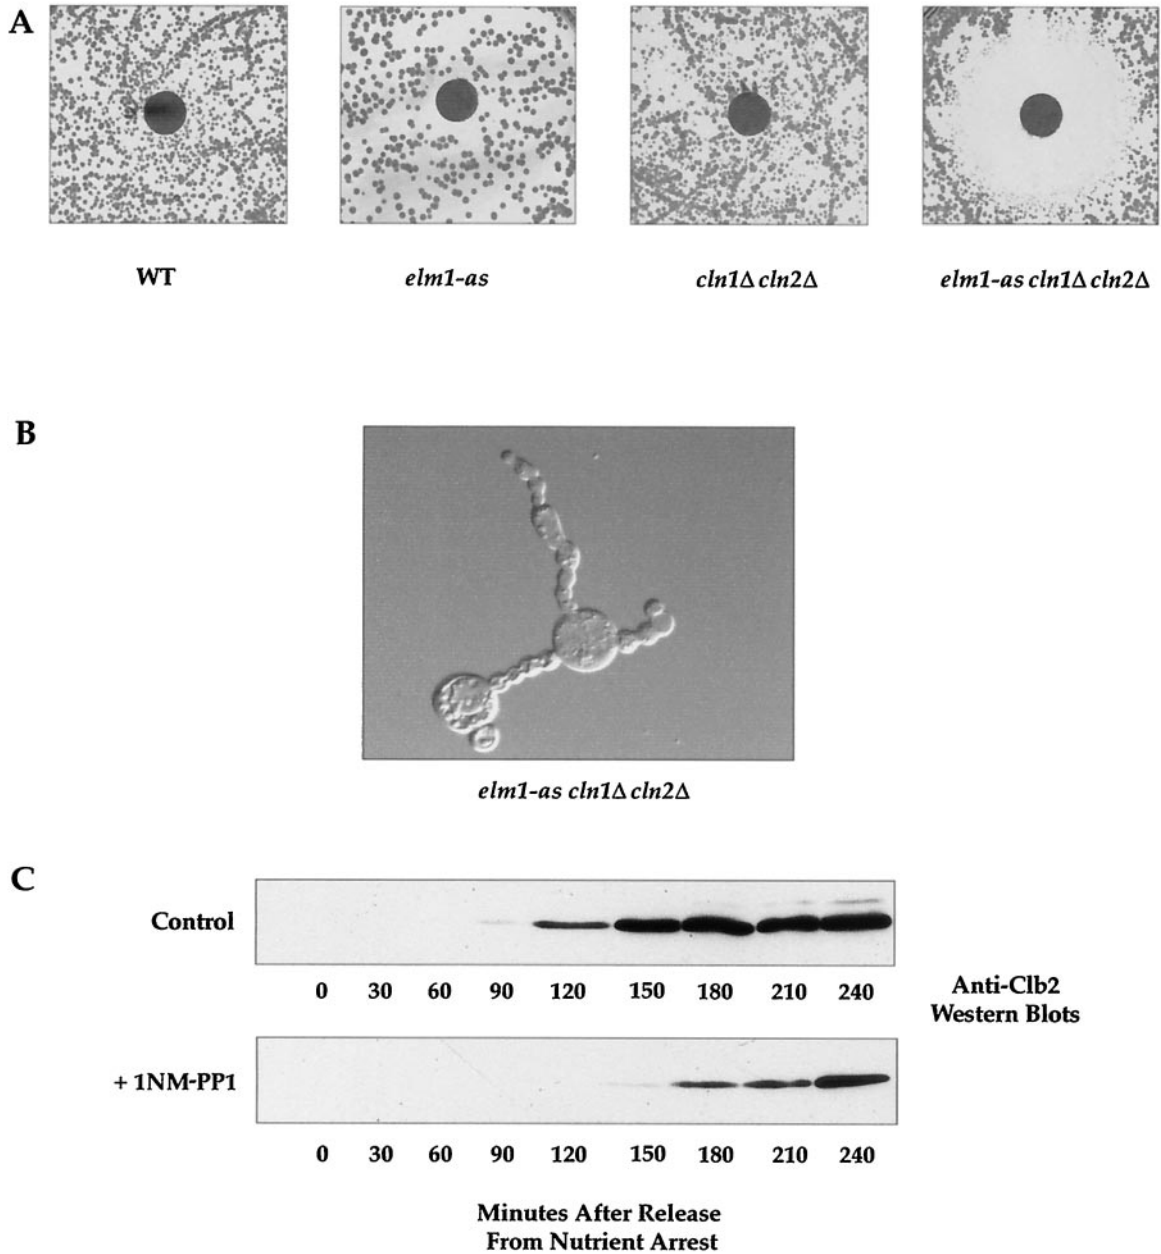 A
WT
elm1-as
cln1Δ cln2Δ
elm1-as cln1Δ cln2Δ
B
elm1-as cln1Δ cln2Δ
C
Control
0 30 60 90 120 150 180 210 240
Anti-Clb2
Western Blots
+ 1NM-PP1
0 30 60 90 120 150 180 210 240
Minutes After Release
From Nutrient Arrest